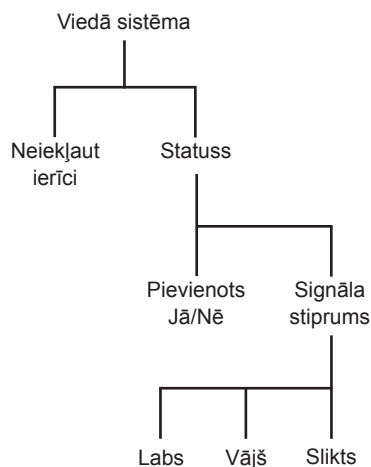 Viedā sistēma
Neiekļaut
ierīci
Statuss
Pievienots
Jā/Nē
Signāla
stiprums
Labs
Vājš
Slikts